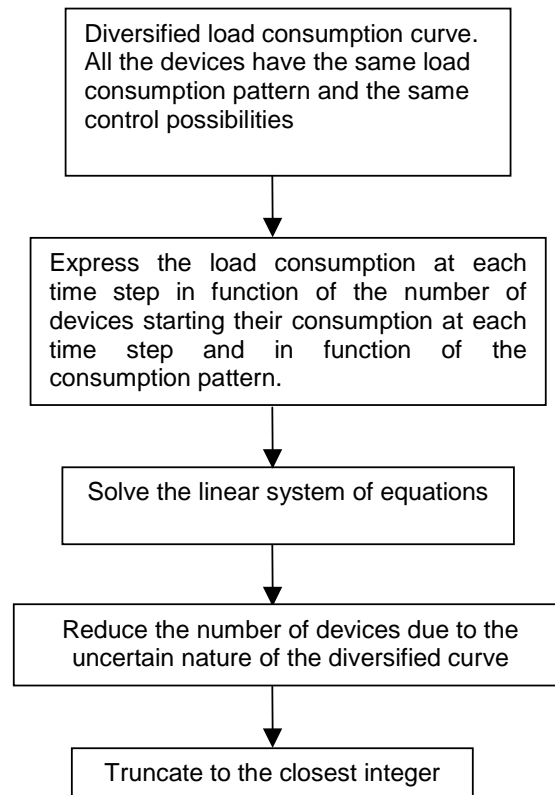 Diversified load consumption curve.
All the devices have the same load
consumption pattern and the same
control possibilities
Express the load consumption at each
time step in function of the number of
devices starting their consumption at each
time step and in function of the
consumption pattern.
Solve the linear system of equations
Reduce the number of devices due to the
uncertain nature of the diversified curve
Truncate to the closest integer